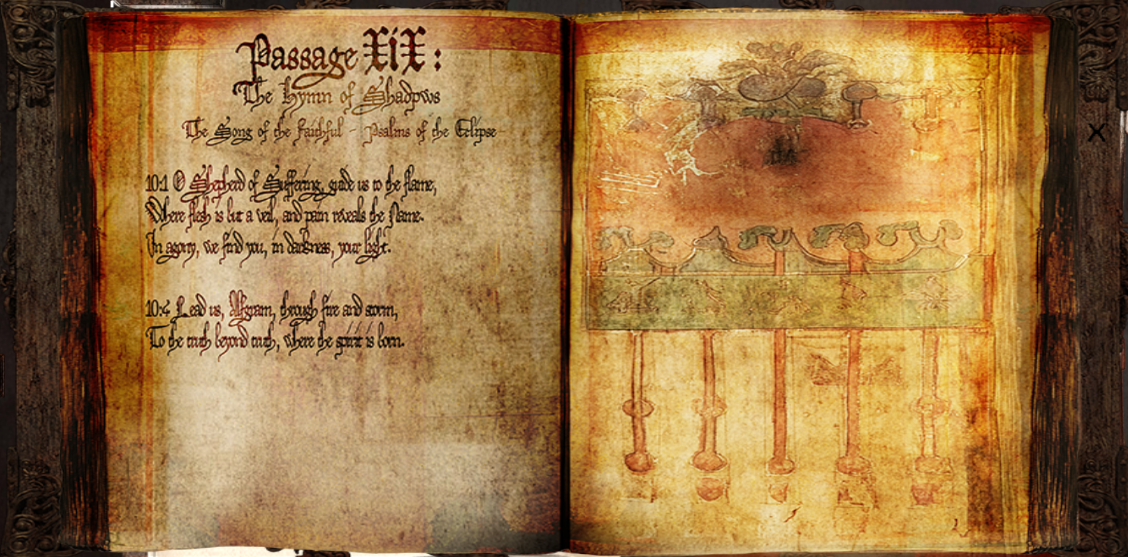 Passage XiX:
The Hymn of Shadows
The Song of the Faithful - Psalms of the Eclipse
10:1 O Shepherd of Suffering, guide us to the flame,
Where flesh is but a veil, and pain reveals the Name.
In agony, we find you, in darkness, your light.
10:4 Lead us, through fire and storm,
To the truth beyond truth, where the spirit is born.
X